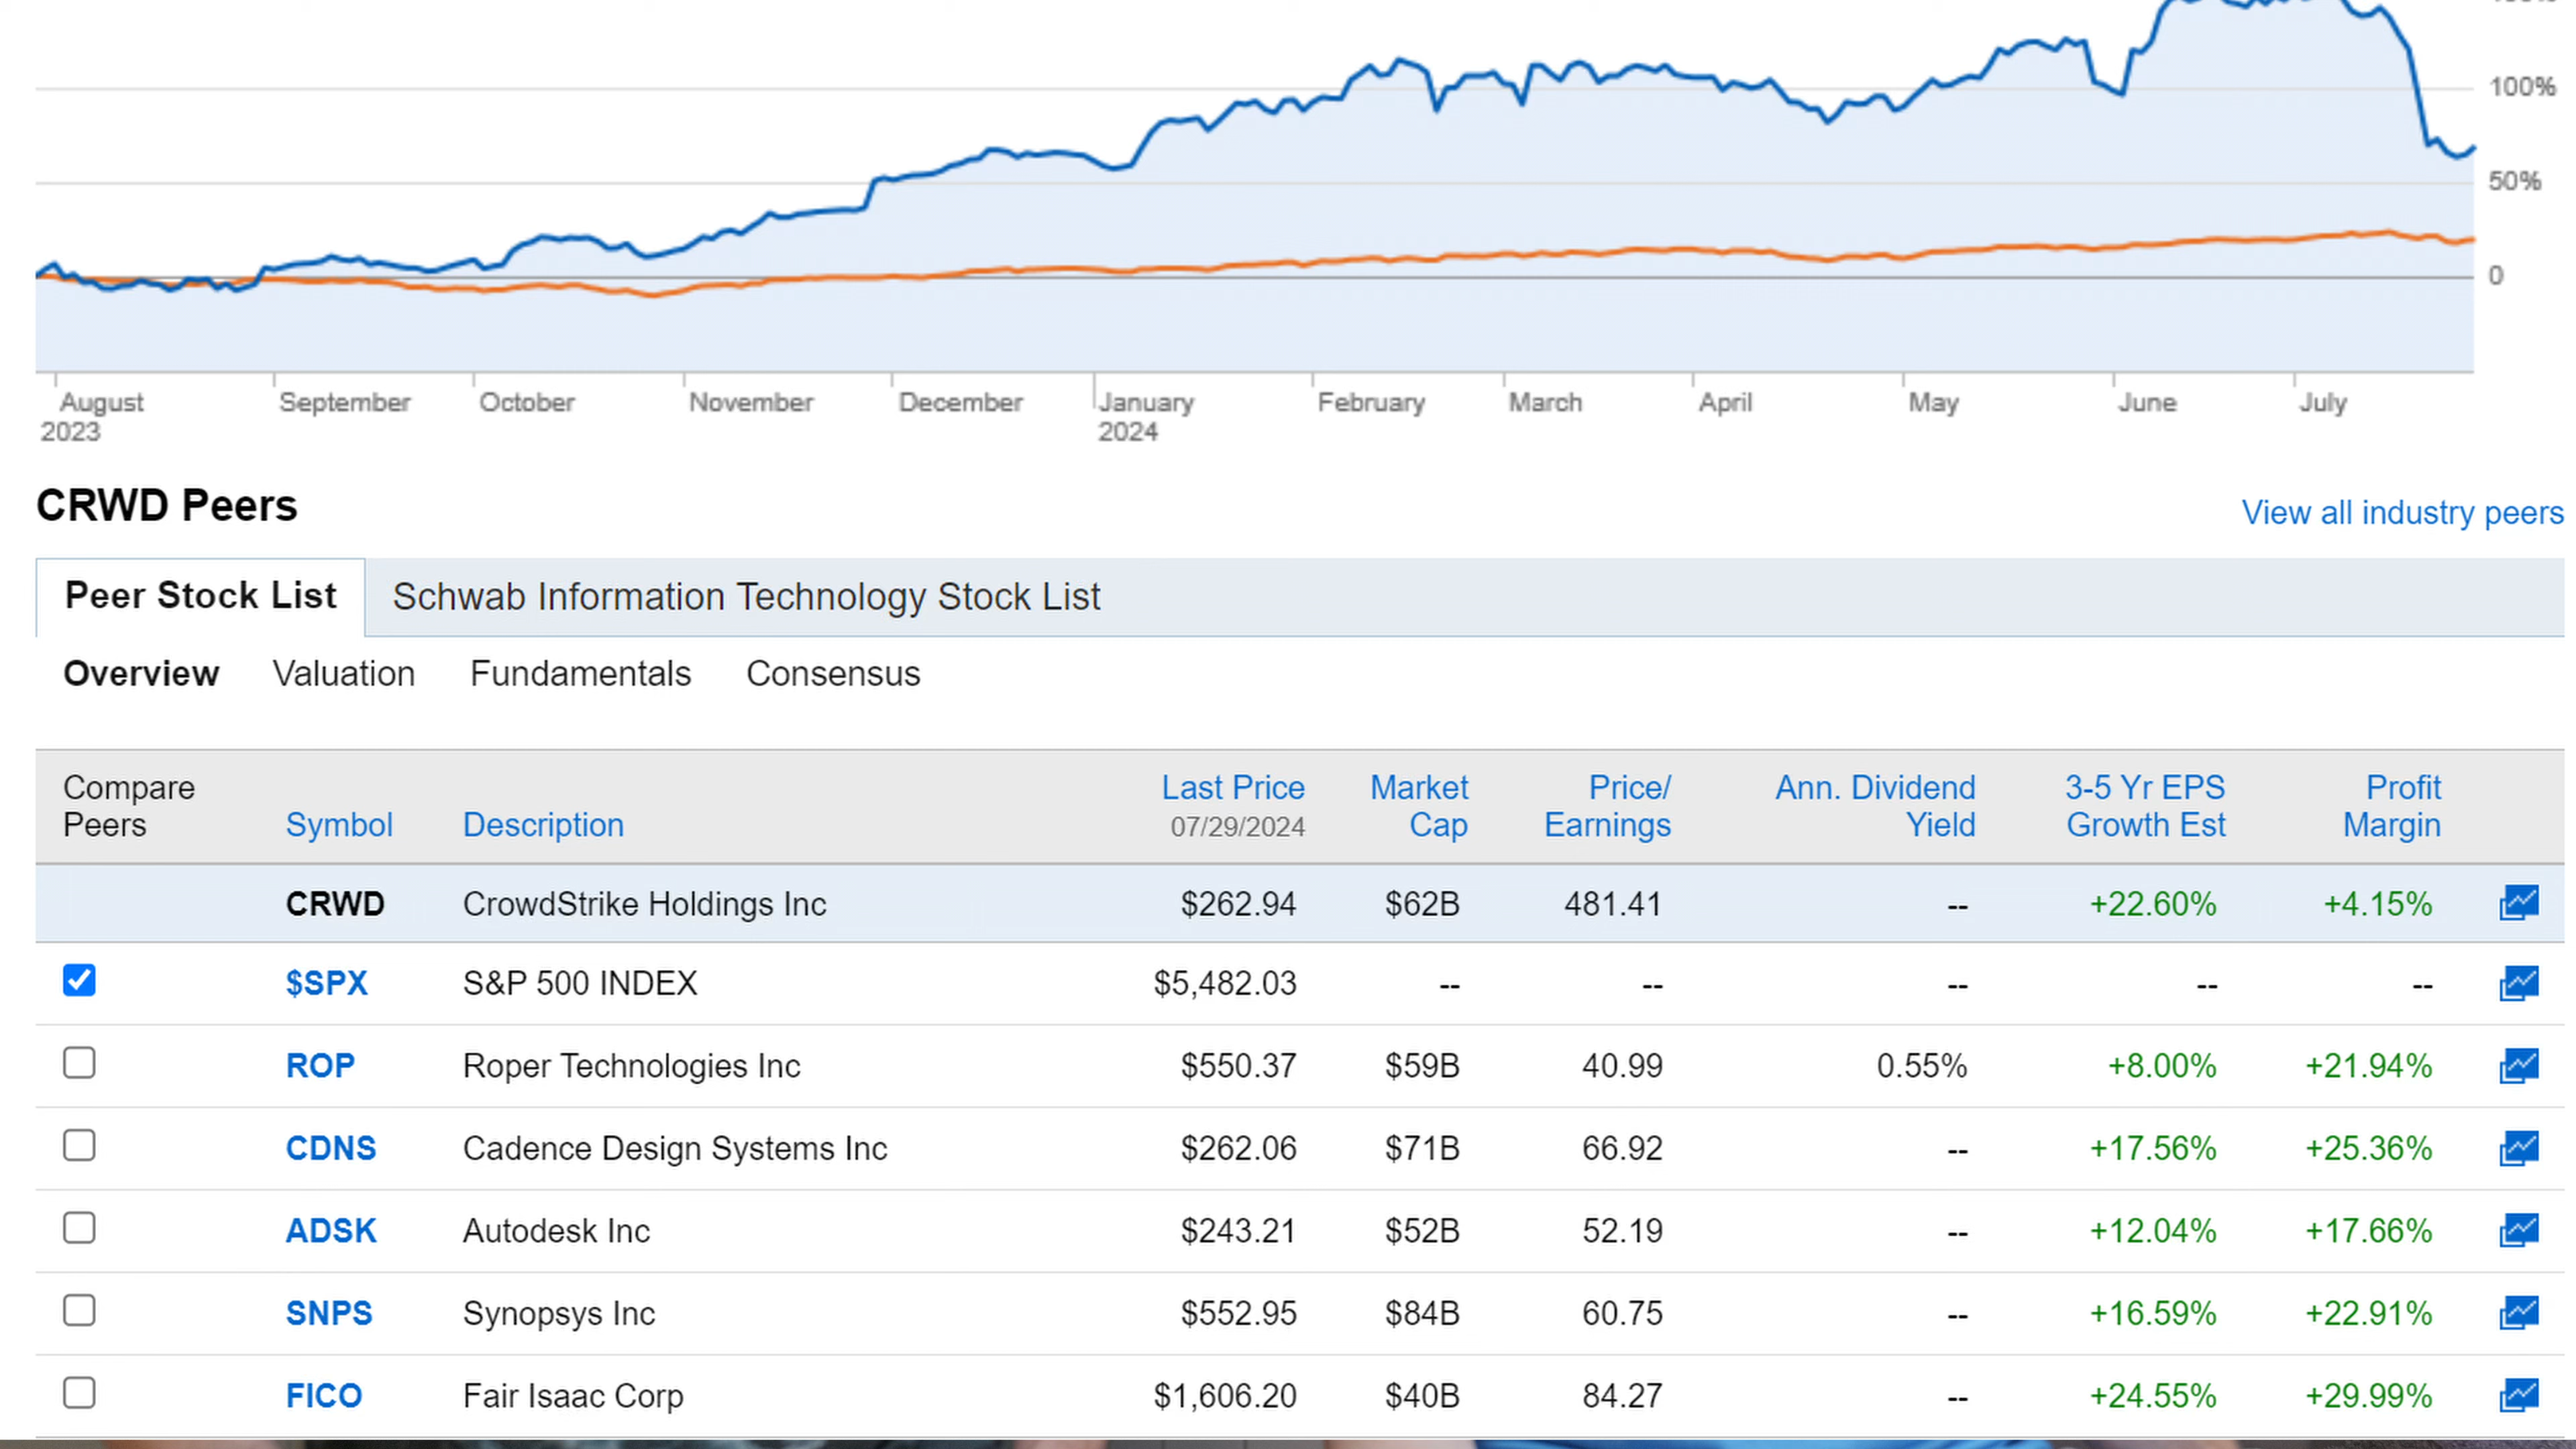 100%
50%
0
August September October November December January February March April May June July
2023 2024
CRWD Peers
View all industry peers
Peer Stock List Schwab Information Technology Stock List
Overview Valuation Fundamentals Consensus
Compare Last Price Market Price/ Ann. Dividend 3-5 Yr EPS Profit
Peers Symbol Description 07/29/2024 Cap Earnings Yield Growth Est Margin
CRWD CrowdStrike Holdings Inc $262.94 $62B 481.41 -- +22.60% +4.15%
$SPX S&P 500 INDEX $5,482.03 -- -- -- -- --
ROP Roper Technologies Inc $550.37 $59B 40.99 0.55% +8.00% +21.94%
CDNS Cadence Design Systems Inc $262.06 $71B 66.92 -- +17.56% +25.36%
ADSK Autodesk Inc $243.21 $52B 52.19 -- +12.04% +17.66%
SNPS Synopsys Inc $552.95 $84B 60.75 -- +16.59% +22.91%
FICO Fair Isaac Corp $1,606.20 $40B 84.27 -- +24.55% +29.99%